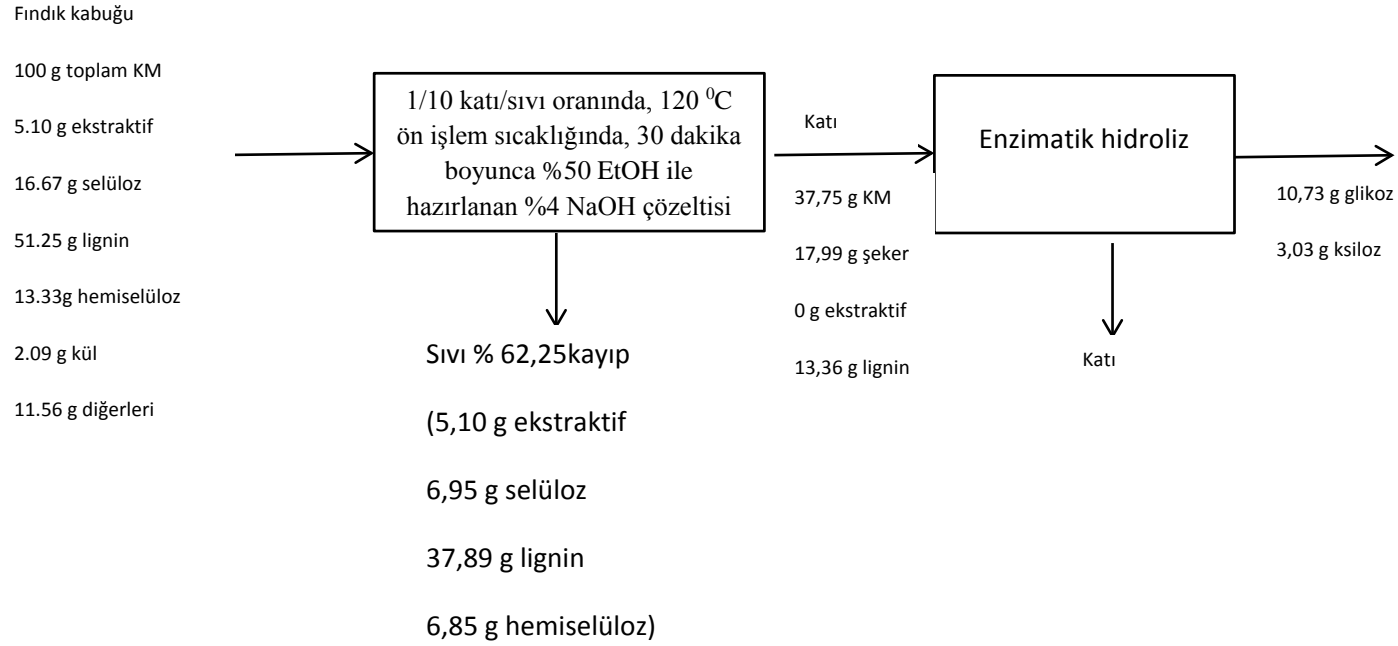 Fındık kabuğu
100 g toplam KM
5.10 g ekstraktif
16.67 g selüloz
51.25 g lignin
13.33g hemiselüloz
2.09 g kül
11.56 g diğerleri
1/10 katı/sıvı oranında, 120 ⁰C
ön işlem sıcaklığında, 30 dakika
boyunca %50 EtOH ile
hazırlanan %4 NaOH çözeltisi
Sıvı % 62,25kayıp
(5,10 g ekstraktif
6,95 g selüloz
37,89 g lignin
6,85 g hemiselüloz)
Katı
37,75 g KM
17,99 g şeker
0 g ekstraktif
13,36 g lignin
Enzimatik hidroliz
Katı
10,73 g glikoz
3,03 g ksiloz